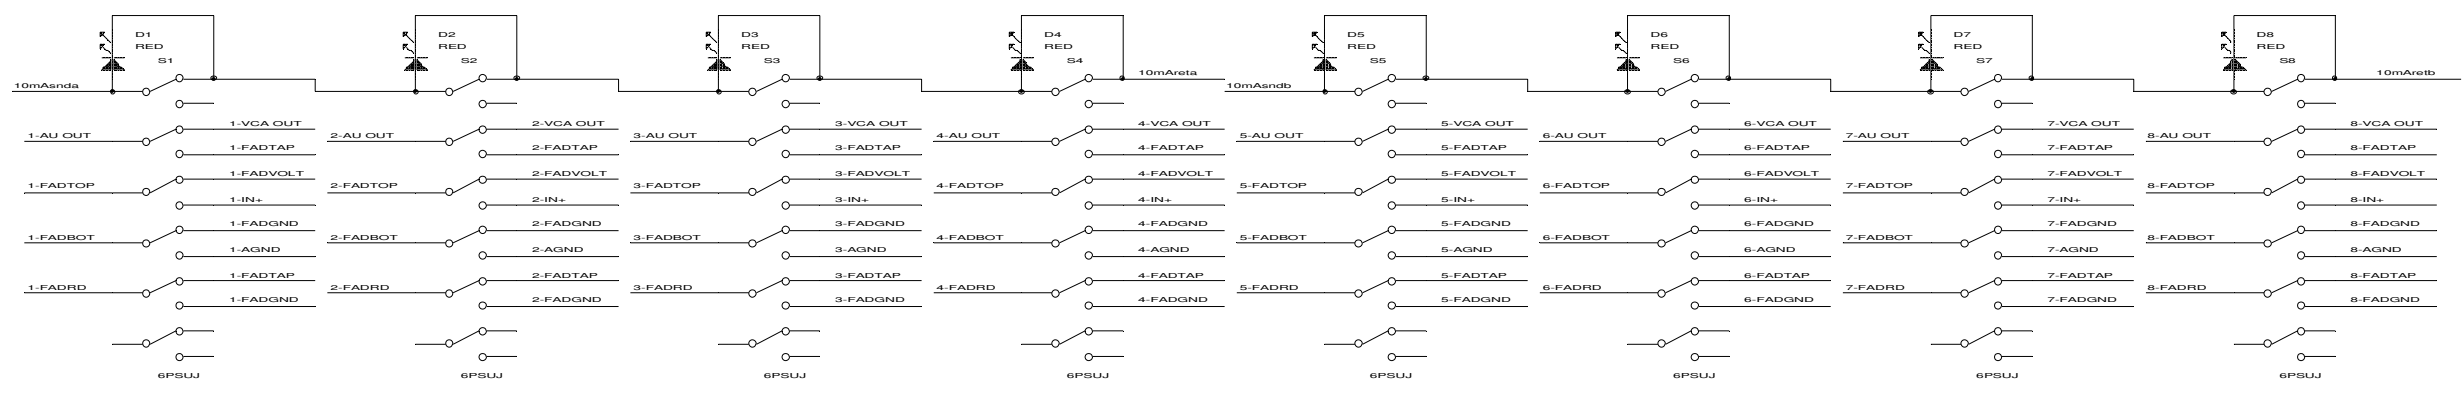 D1 D2 D3 D4 D5 D6 D7 D8
RED RED RED RED RED RED RED RED
S1 S2 S3 S4 S5 S6 S7 S8
10mAreta 10mAretb
10mAsnda 10mAsndb
1-VCA OUT 2-VCA OUT 3-VCA OUT 4-VCA OUT 5-VCA OUT 6-VCA OUT 7-VCA OUT 8-VCA OUT
1-AU OUT 2-AU OUT 3-AU OUT 4-AU OUT 5-AU OUT 6-AU OUT 7-AU OUT 8-AU OUT
1-FADTAP 2-FADTAP 3-FADTAP 4-FADTAP 5-FADTAP 6-FADTAP 7-FADTAP 8-FADTAP
1-FADVOLT 2-FADVOLT 3-FADVOLT 4-FADVOLT 5-FADVOLT 6-FADVOLT 7-FADVOLT 8-FADVOLT
1-FADTOP 2-FADTOP 3-FADTOP 4-FADTOP 5-FADTOP 6-FADTOP 7-FADTOP 8-FADTOP
1-IN+ 2-IN+ 3-IN+ 4-IN+ 5-IN+ 6-IN+ 7-IN+ 8-IN+
1-FADGND 2-FADGND 3-FADGND 4-FADGND 5-FADGND 6-FADGND 7-FADGND 8-FADGND
1-FADBOT 2-FADBOT 3-FADBOT 4-FADBOT 5-FADBOT 6-FADBOT 7-FADBOT 8-FADBOT
1-AGND 2-AGND 3-AGND 4-AGND 5-AGND 6-AGND 7-AGND 8-AGND
1-FADTAP 2-FADTAP 3-FADTAP 4-FADTAP 5-FADTAP 6-FADTAP 7-FADTAP 8-FADTAP
1-FADRD 2-FADRD 3-FADRD 4-FADRD 5-FADRD 6-FADRD 7-FADRD 8-FADRD
1-FADGND 2-FADGND 3-FADGND 4-FADGND 5-FADGND 6-FADGND 7-FADGND 8-FADGND
6PSUJ 6PSUJ 6PSUJ 6PSUJ 6PSUJ 6PSUJ 6PSUJ 6PSUJ